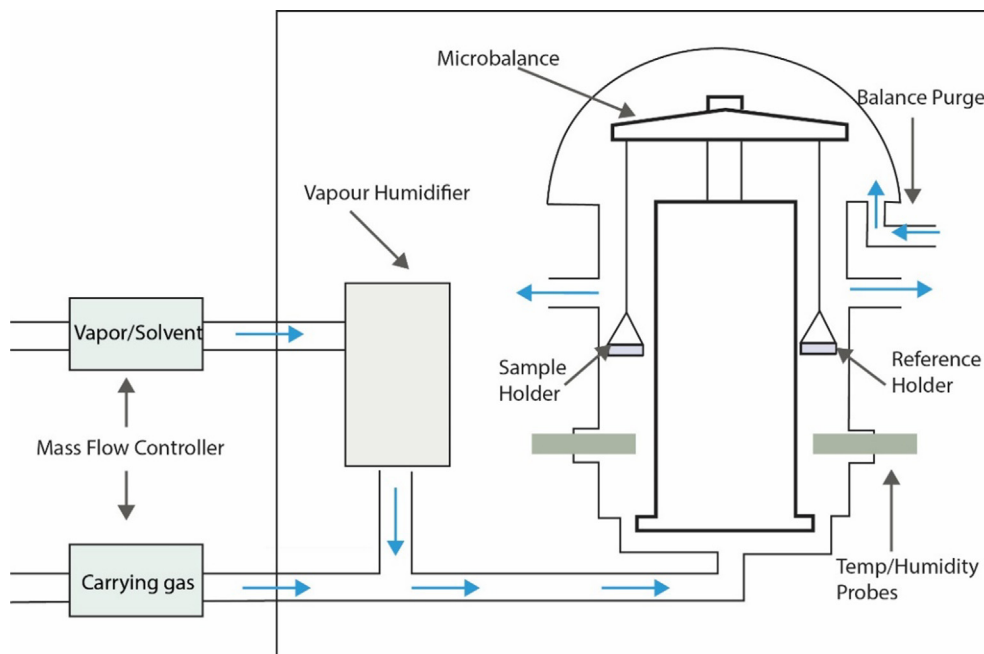 Microbalance
Balance Purge
Vapour Humidifier
Vapor/Solvent
Sample
Holder
Reference
Holder
Mass Flow Controller
Carrying gas
Temp/Humidity
Probes